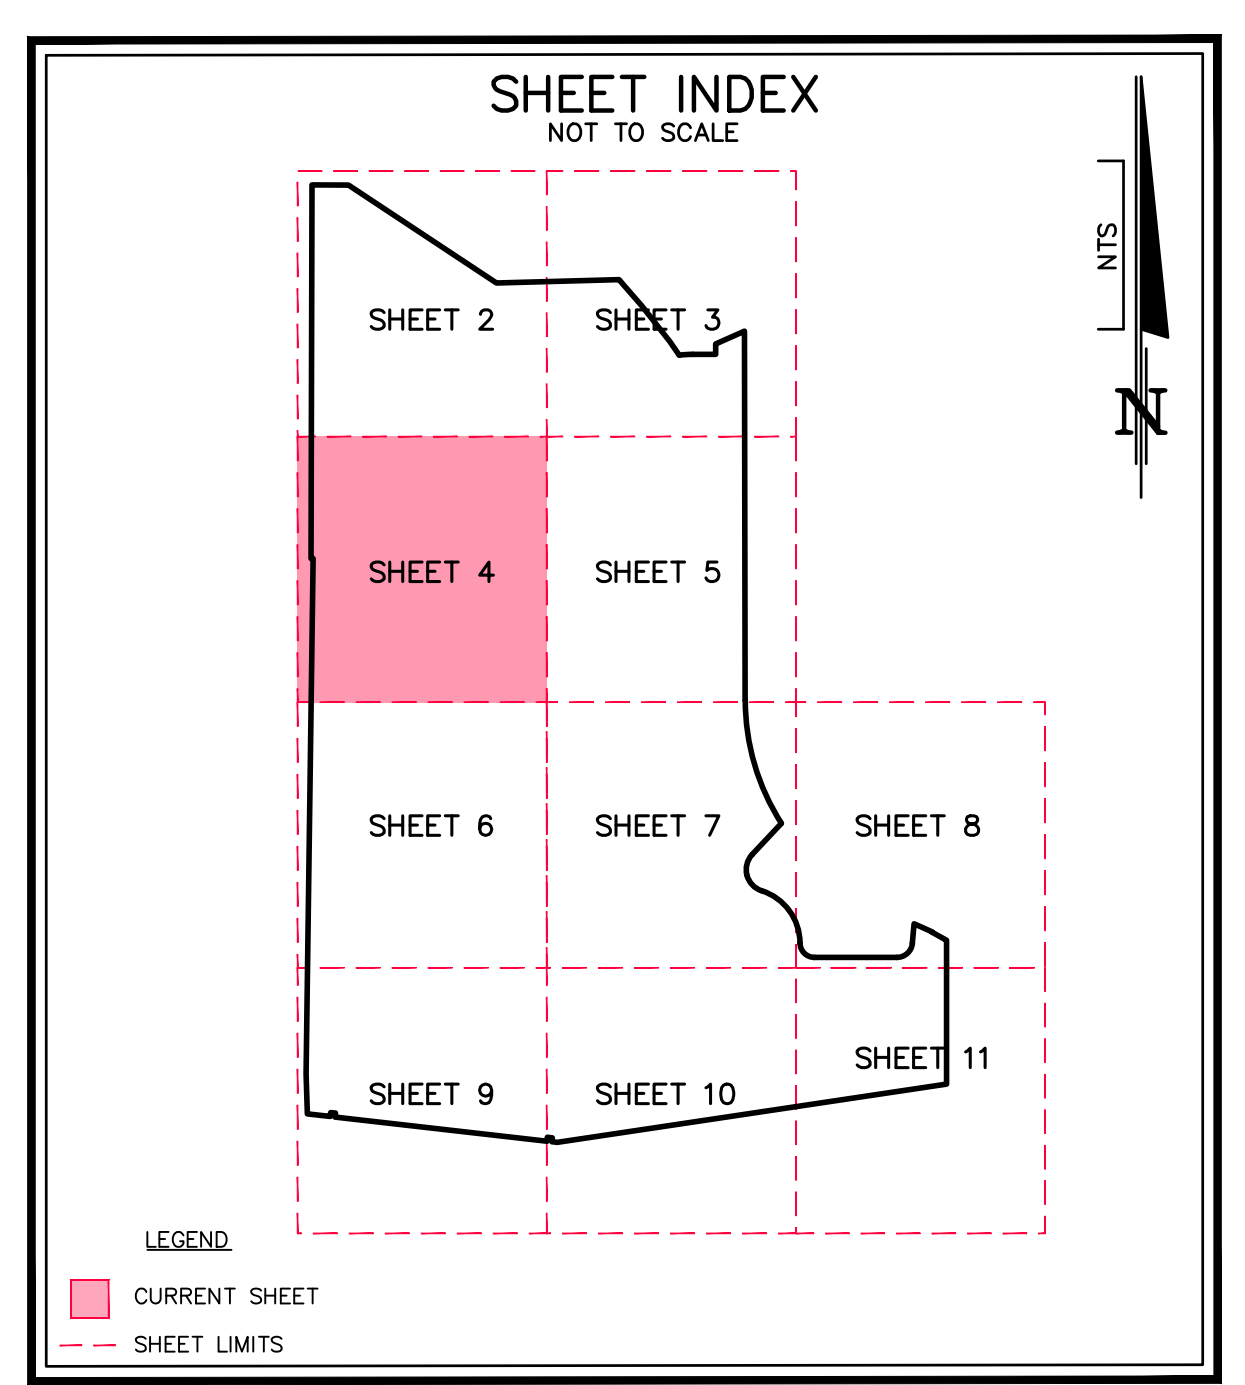 SHEET INDEX
NOT TO SCALE
NTS
N
SHEET 2
SHEET 3
SHEET 4
SHEET 5
SHEET 6
SHEET 7
SHEET 8
SHEET 9
SHEET 10
SHEET 11
LEGEND
CURRENT SHEET
SHEET LIMITS